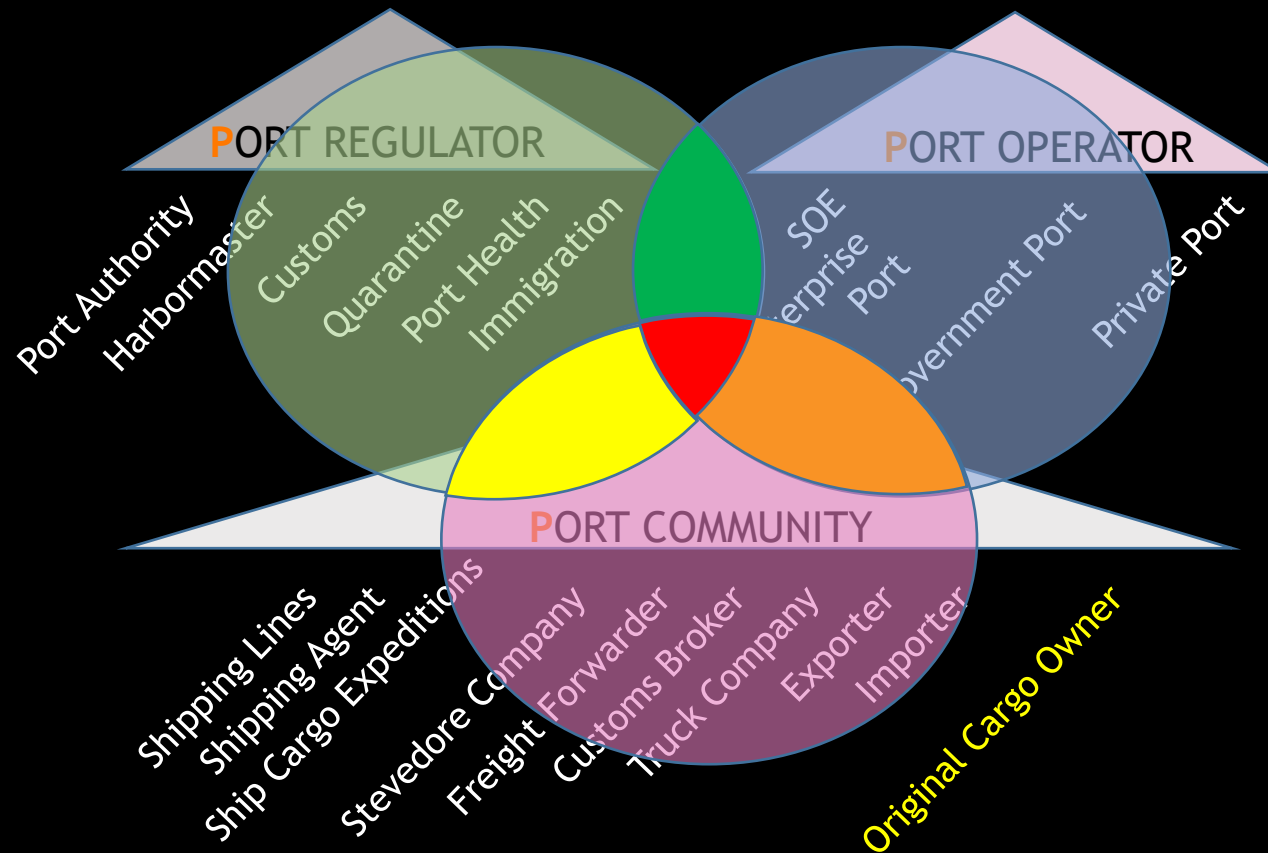 PORT REGULATOR
PORT OPERATOR
Port Authority
Harbormaster
Customs
Quarantine
Port Health
Immigration
SOE
Port
Private Port
PORT COMMUNITY
Shipping Lines
Shipping Agent
Ship Cargo Expeditions
Stevedore Company
Freight Forwarder
Customs Broker
Truck Company
Exporter
Importer
Original Cargo Owner